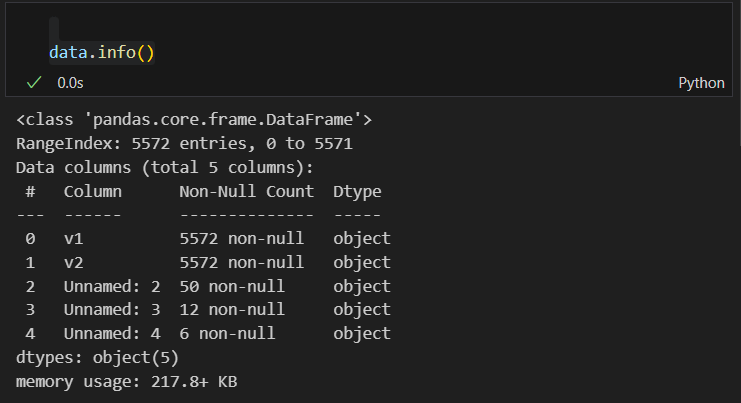 data.info()
0.0s
Python
<class 'pandas.core.frame.DataFrame'>
RangeIndex: 5572 entries, 0 to 5571
Data columns (total 5 columns):
 #   Column      Non-Null Count  Dtype
---  ------      --------------  -----
 0   v1          5572 non-null   object
 1   v2          5572 non-null   object
 2   Unnamed: 2  50 non-null     object
 3   Unnamed: 3  12 non-null     object
 4   Unnamed: 4  6 non-null      object
dtypes: object(5)
memory usage: 217.8+ KB